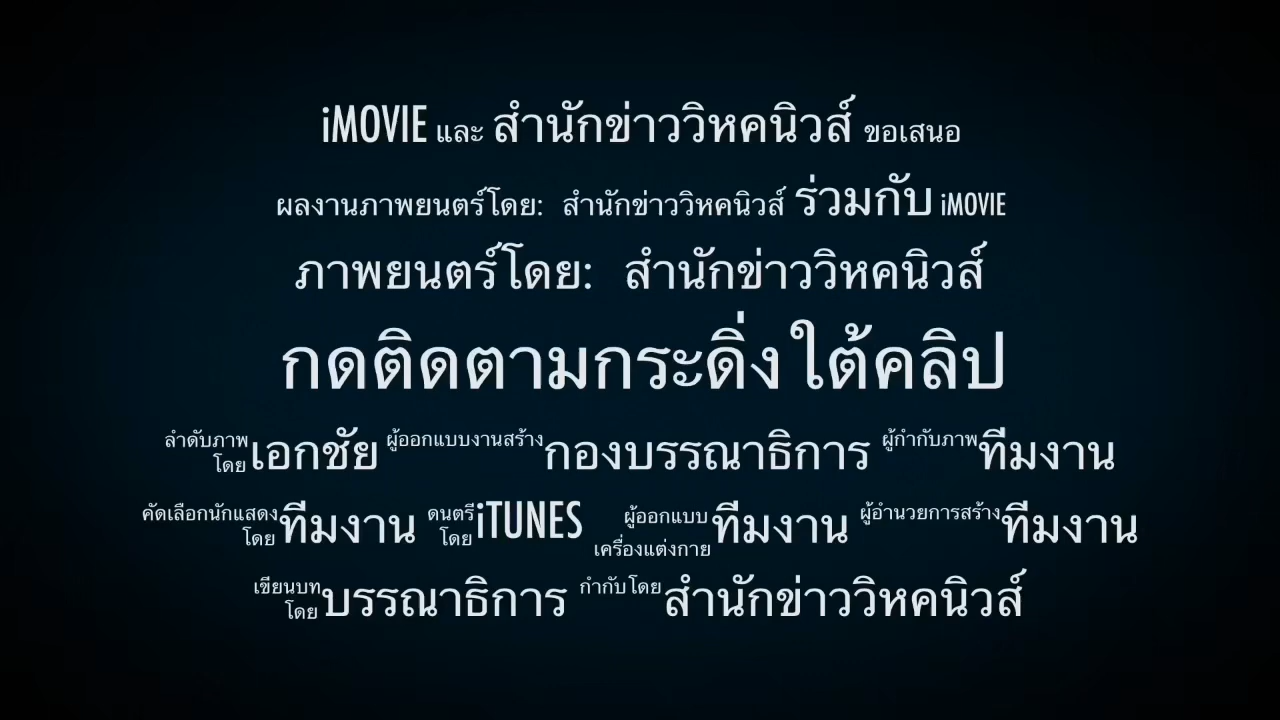 iMOVIE และ สำนักข่าววิหคนิวส์ ขอเสนอ
ผลงานภาพยนตร์โดย: สำนักข่าววิหคนิวส์ ร่วมกับ iMOVIE
ภาพยนตร์โดย: สำนักข่าววิหคนิวส์
กดติดตามกระดิ่งใต้คลิป
ลำดับภาพโดย เอกชัย ผู้ออกแบบงานสร้าง กองบรรณาธิการ ผู้กำกับภาพ ทีมงาน
คัดเลือกนักแสดงโดย ทีมงาน ดนตรีโดย iTUNES ผู้ออกแบบเครื่องแต่งกาย ทีมงาน ผู้อำนวยการสร้าง ทีมงาน
เขียนบทโดย บรรณาธิการ กำกับโดย สำนักข่าววิหคนิวส์